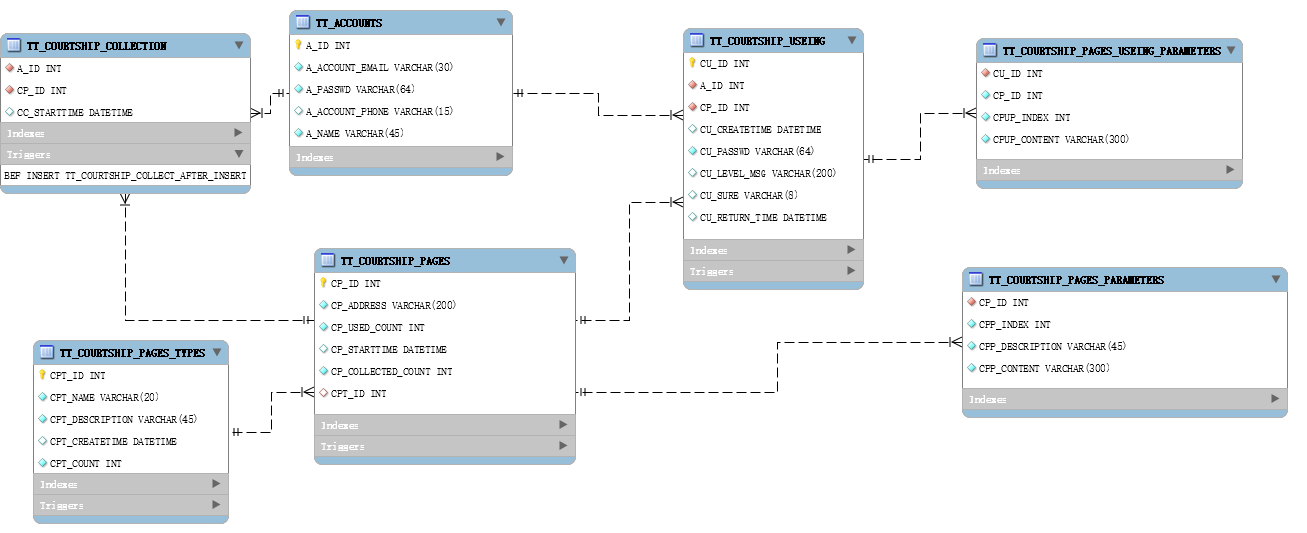 TT_COURTSHIP_COLLECTION
A_ID INT
CP_ID INT
CC_STARTTIME DATETIME
Indexes
Triggers
BEF INSERT TT_COURTSHIP_COLLECT_AFTER_INSERT
TT_ACCOUNTS
A_ID INT
A_ACCOUNT_EMAIL VARCHAR(30)
A_PASSWD VARCHAR(64)
A_ACCOUNT_PHONE VARCHAR(15)
A_NAME VARCHAR(45)
Indexes
TT_COURTSHIP_USEING
CU_ID INT
A_ID INT
CP_ID INT
CU_CREATETIME DATETIME
CU_PASSWD VARCHAR(64)
CU_LEVEL_MSG VARCHAR(200)
CU_SURE VARCHAR(8)
CU_RETURN_TIME DATETIME
Indexes
Triggers
TT_COURTSHIP_PAGES_USEING_PARAMETERS
CU_ID INT
CP_ID INT
CPUP_INDEX INT
CPUP_CONTENT VARCHAR(300)
Indexes
TT_COURTSHIP_PAGES
CP_ID INT
CP_ADDRESS VARCHAR(200)
CP_USED_COUNT INT
CP_STARTTIME DATETIME
CP_COLLECTED_COUNT INT
CPT_ID INT
Indexes
Triggers
TT_COURTSHIP_PAGES_PARAMETERS
CP_ID INT
CPP_INDEX INT
CPP_DESCRIPTION VARCHAR(45)
CPP_CONTENT VARCHAR(300)
Indexes
TT_COURTSHIP_PAGES_TYPES
CPT_ID INT
CPT_NAME VARCHAR(20)
CPT_DESCRIPTION VARCHAR(45)
CPT_CREATETIME DATETIME
CPT_COUNT INT
Indexes
Triggers